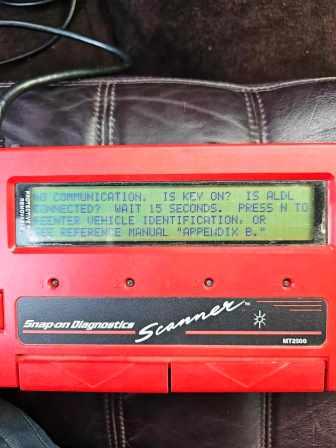 NO COMMUNICATION. IS KEY ON? IS ALDL
CONNECTED? WAIT 15 SECONDS. PRESS N TO
REENTER VEHICLE IDENTIFICATION, OR
SEE REFERENCE MANUAL "APPENDIX B."
Snap-on Diagnostics
Scanner™
MT2500